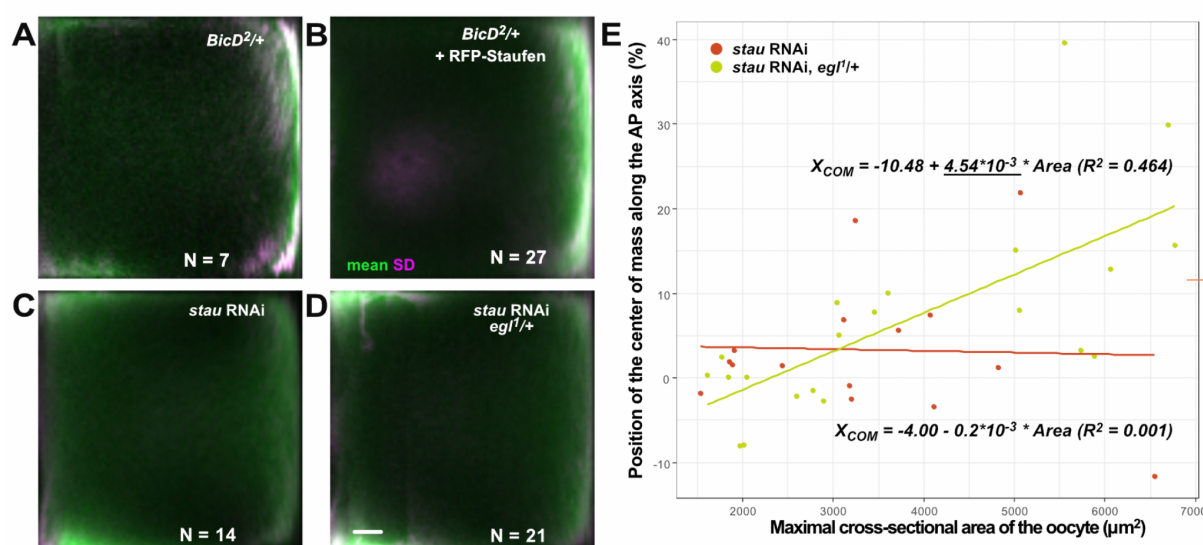 A
BicD²/+
N = 7
B
BicD²/+
+ RFP-Staufen
mean SD
N = 27
C
stau RNAi
N = 14
D
stau RNAi
egl¹/+
N = 21
E
Position of the center of mass along the AP axis (%)
40
30
20
10
0
-10
stau RNAi
stau RNAi, egl¹/+
X_COM = -10.48 + 4.54*10⁻³ * Area (R² = 0.464)
X_COM = -4.00 - 0.2*10⁻³ * Area (R² = 0.001)
2000 3000 4000 5000 6000 7000
Maximal cross-sectional area of the oocyte (µm²)